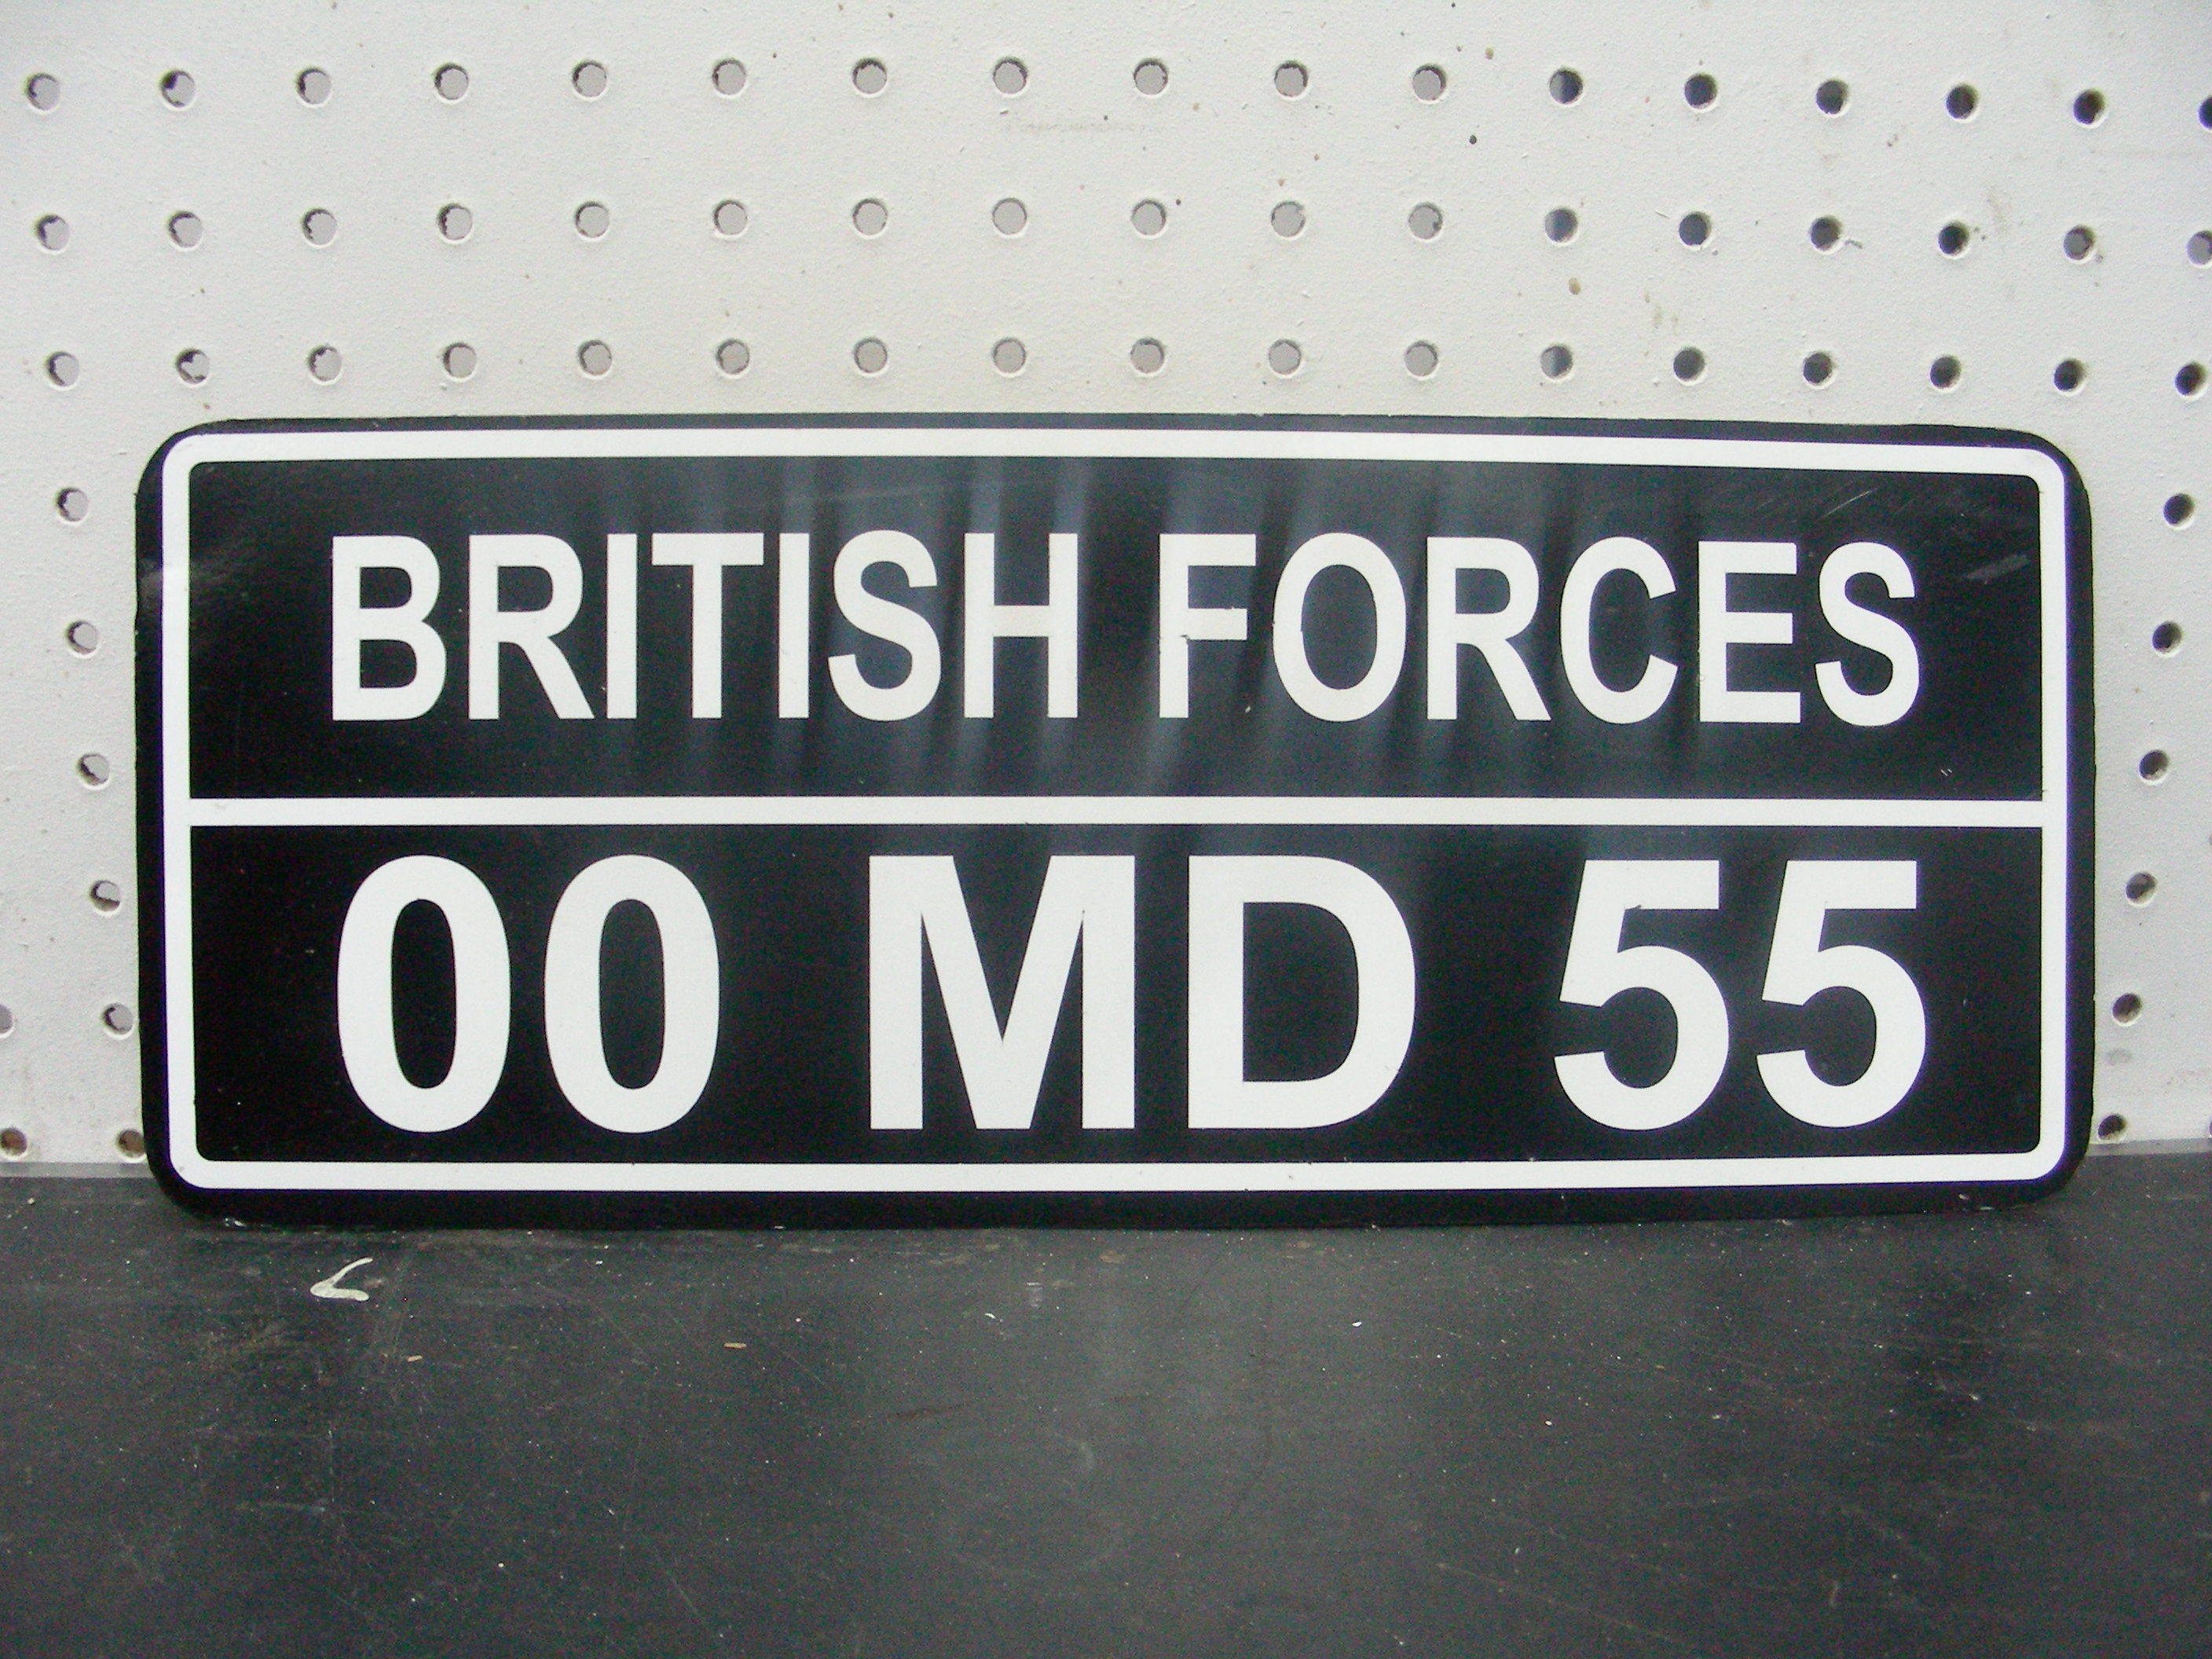 BRITISH FORCES
00 MD 55